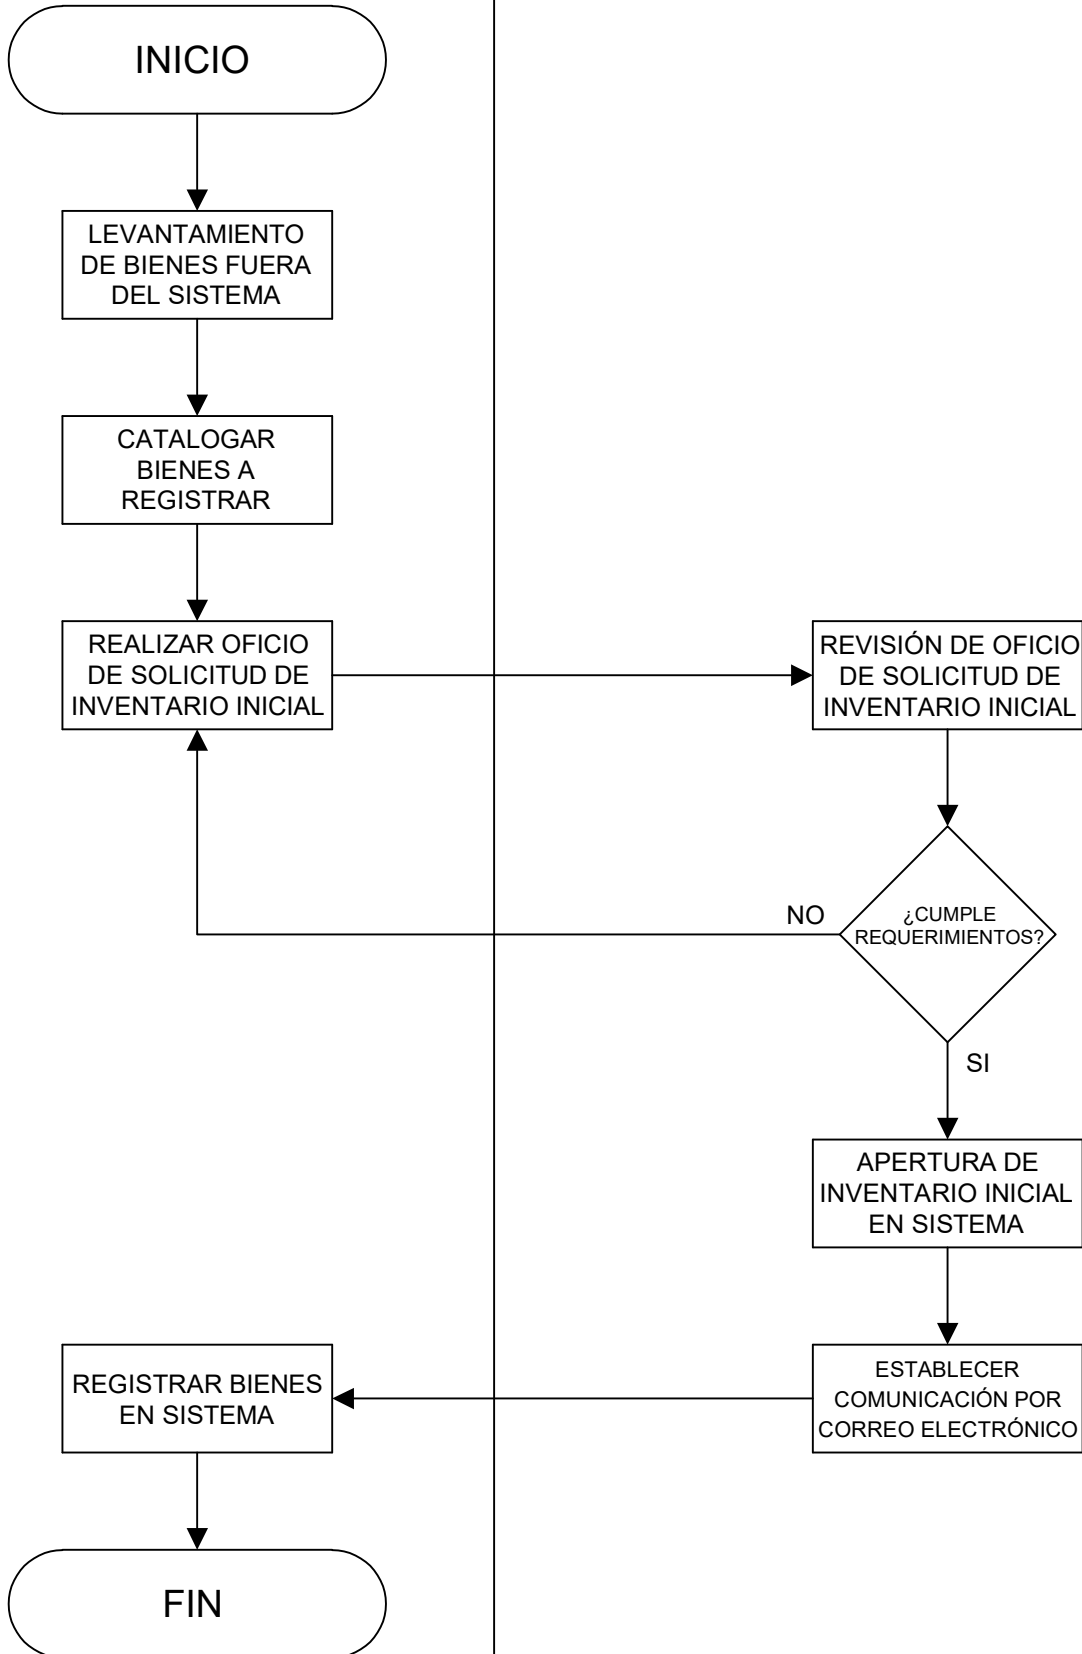 INICIO
LEVANTAMIENTO
DE BIENES FUERA
DEL SISTEMA
CATALOGAR
BIENES A
REGISTRAR
REALIZAR OFICIO
DE SOLICITUD DE
INVENTARIO INICIAL
REVISIÓN DE OFICIO
DE SOLICITUD DE
INVENTARIO INICIAL
NO
¿CUMPLE
REQUERIMIENTOS?
SI
APERTURA DE
INVENTARIO INICIAL
EN SISTEMA
ESTABLECER
COMUNICACIÓN POR
CORREO ELECTRÓNICO
REGISTRAR BIENES
EN SISTEMA
FIN